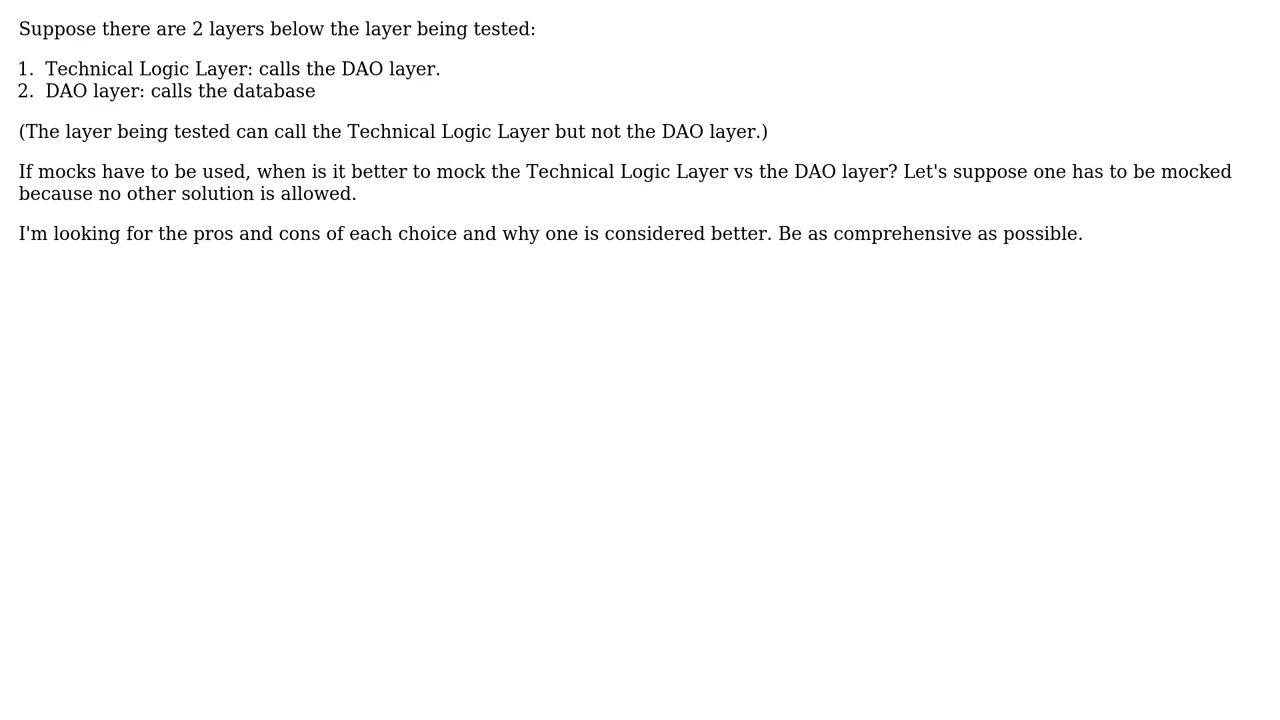 Suppose there are 2 layers below the layer being tested:
1. Technical Logic Layer: calls the DAO layer.
2. DAO layer: calls the database
(The layer being tested can call the Technical Logic Layer but not the DAO layer.)
If mocks have to be used, when is it better to mock the Technical Logic Layer vs the DAO layer? Let's suppose one has to be mocked
because no other solution is allowed.
I'm looking for the pros and cons of each choice and why one is considered better. Be as comprehensive as possible.